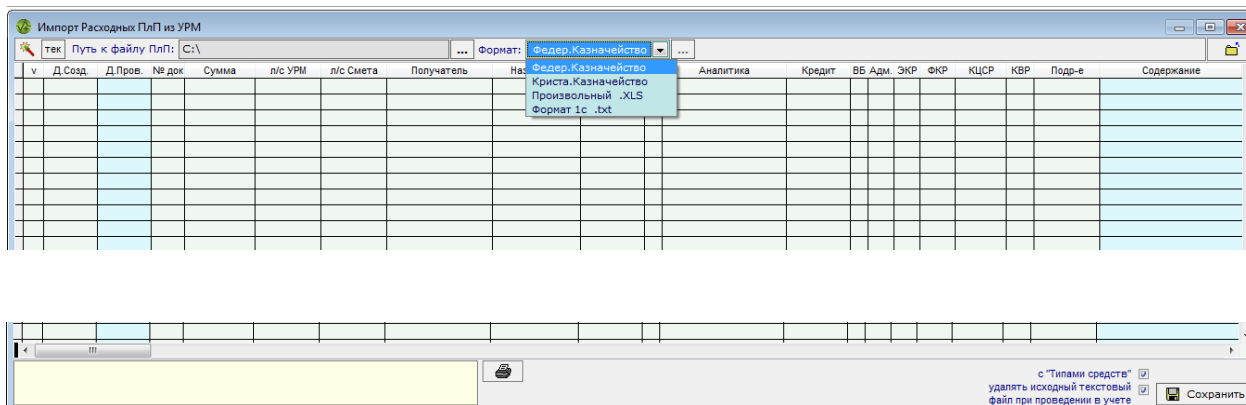 Импорт Расходных ПлП из УРМ
тек Путь к файлу ПлП: C:\ ... Формат: Федер.Казначейство ...
v Д.Созд. Д.Пров. № док Сумма л/с УРМ л/с Смета Получатель Наз Аналитика Кредит ВБ Адм. ЭКР ФКР КЦСР КВР Подр-е Содержание
Федер.Казначейство
Криста.Казначейство
Произвольный .XLS
Формат 1с .txt
с "Типами средств"
удалять исходный текстовый
файл при проведении в учете
Сохранить